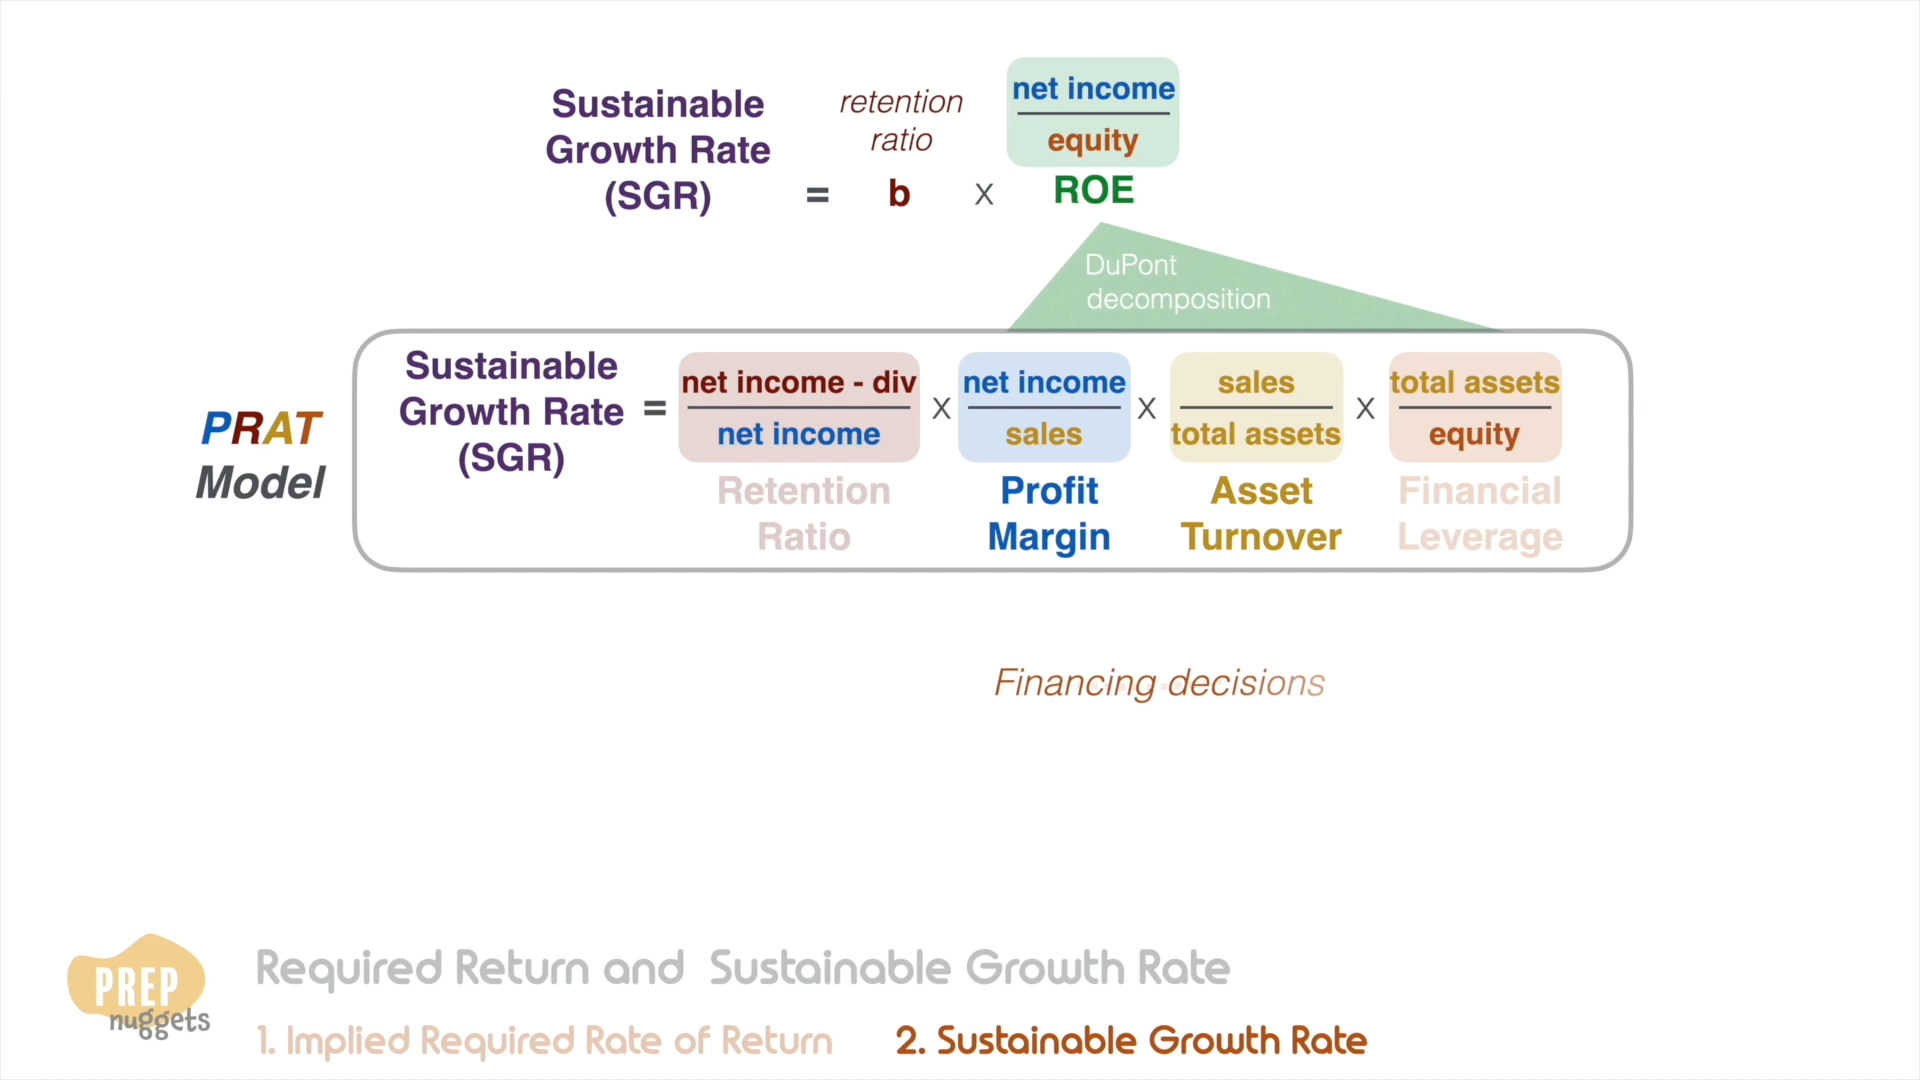 Sustainable
Growth Rate
(SGR)
=
retention
ratio
b
x
net income
equity
ROE
DuPont
decomposition
PRAT
Model
Sustainable
Growth Rate
(SGR)
=
net income - div
net income
Retention
Ratio
x
net income
sales
Profit
Margin
x
sales
total assets
Asset
Turnover
x
total assets
equity
Financial
Leverage
Financing decisions
PREP
nuggets
Required Return and Sustainable Growth Rate
1. Implied Required Rate of Return
2. Sustainable Growth Rate